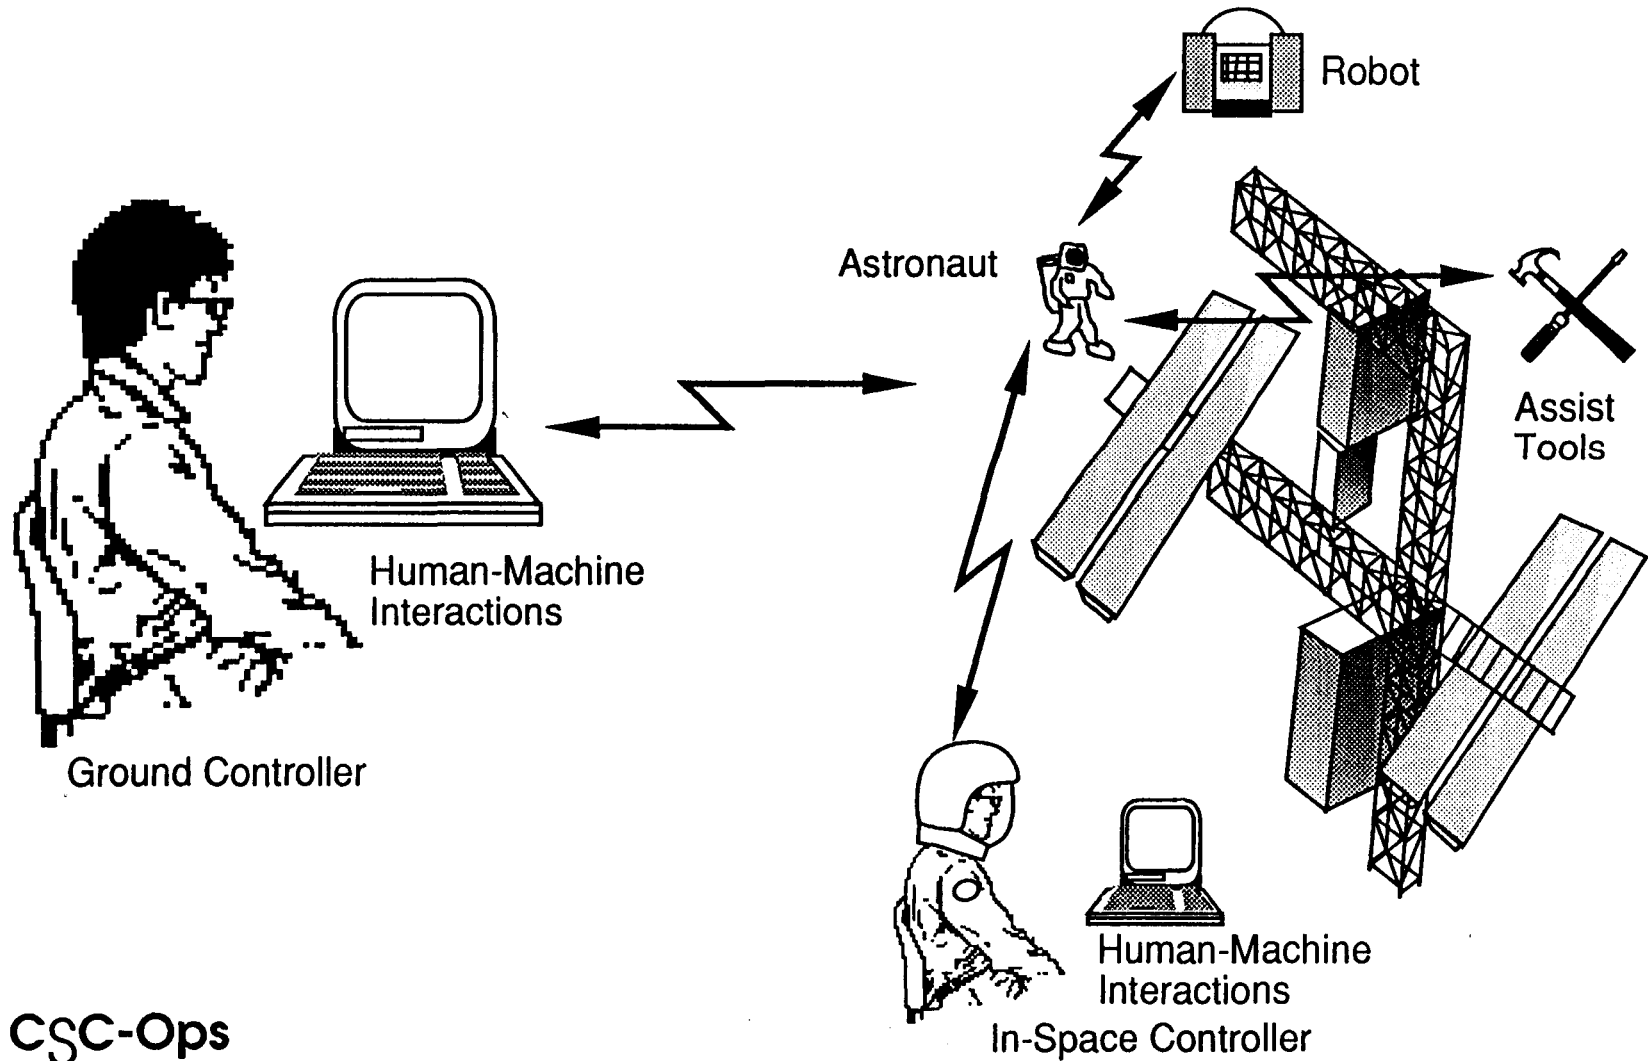 Robot
Astronaut
Assist
Tools
Human-Machine
Interactions
Ground Controller
Human-Machine
Interactions
In-Space Controller
CSC-Ops